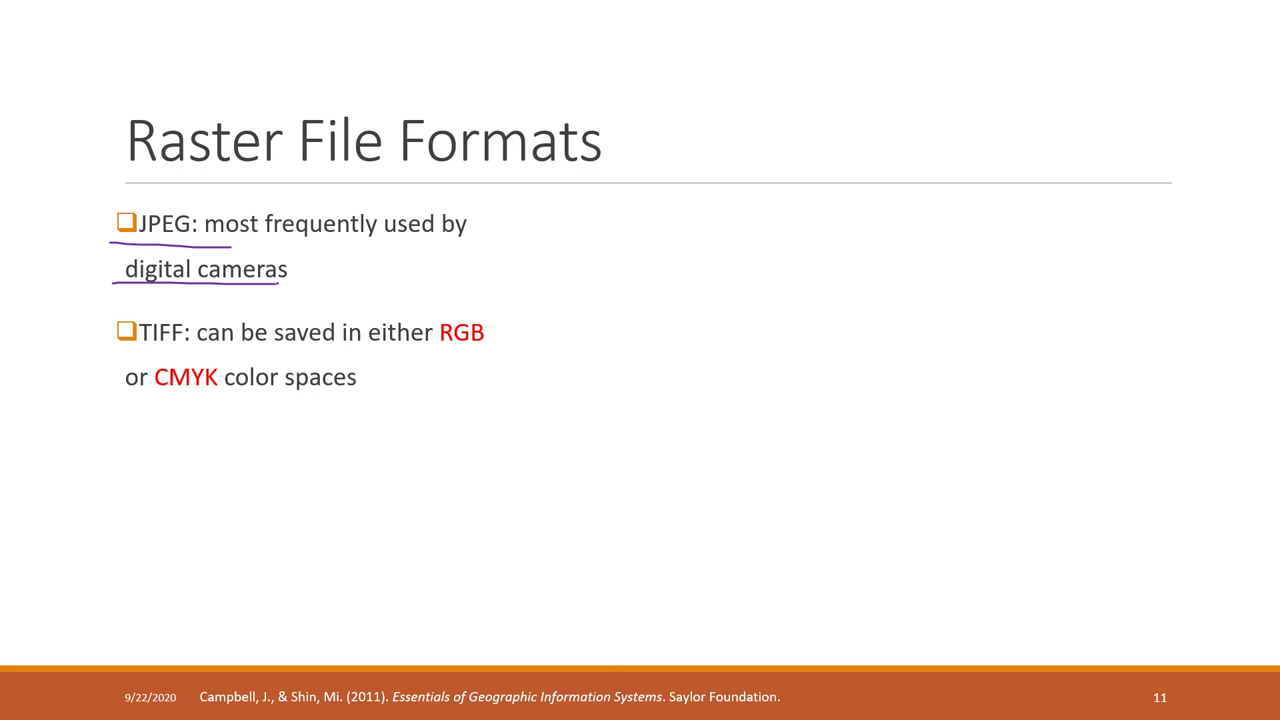 Raster File Formats
JPEG: most frequently used by
digital cameras
TIFF: can be saved in either RGB
or CMYK color spaces
9/22/2020 Campbell, J., & Shin, Mi. (2011). Essentials of Geographic Information Systems. Saylor Foundation. 11